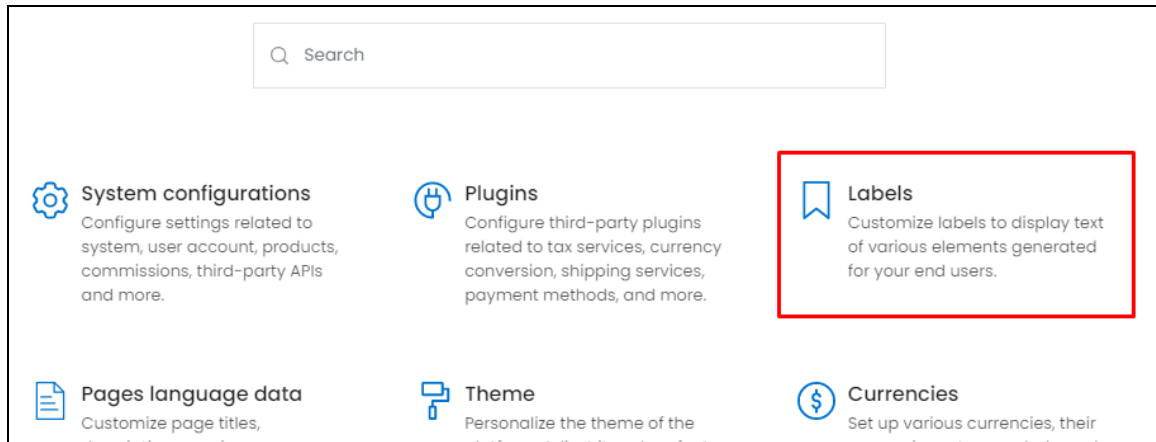 Search
System configurations
Configure settings related to
system, user account, products,
commissions, third-party APIs
and more.
Plugins
Configure third-party plugins
related to tax services, currency
conversion, shipping services,
payment methods, and more.
Labels
Customize labels to display text
of various elements generated
for your end users.
Pages language data
Customize page titles,
Theme
Personalize the theme of the
Currencies
Set up various currencies, their